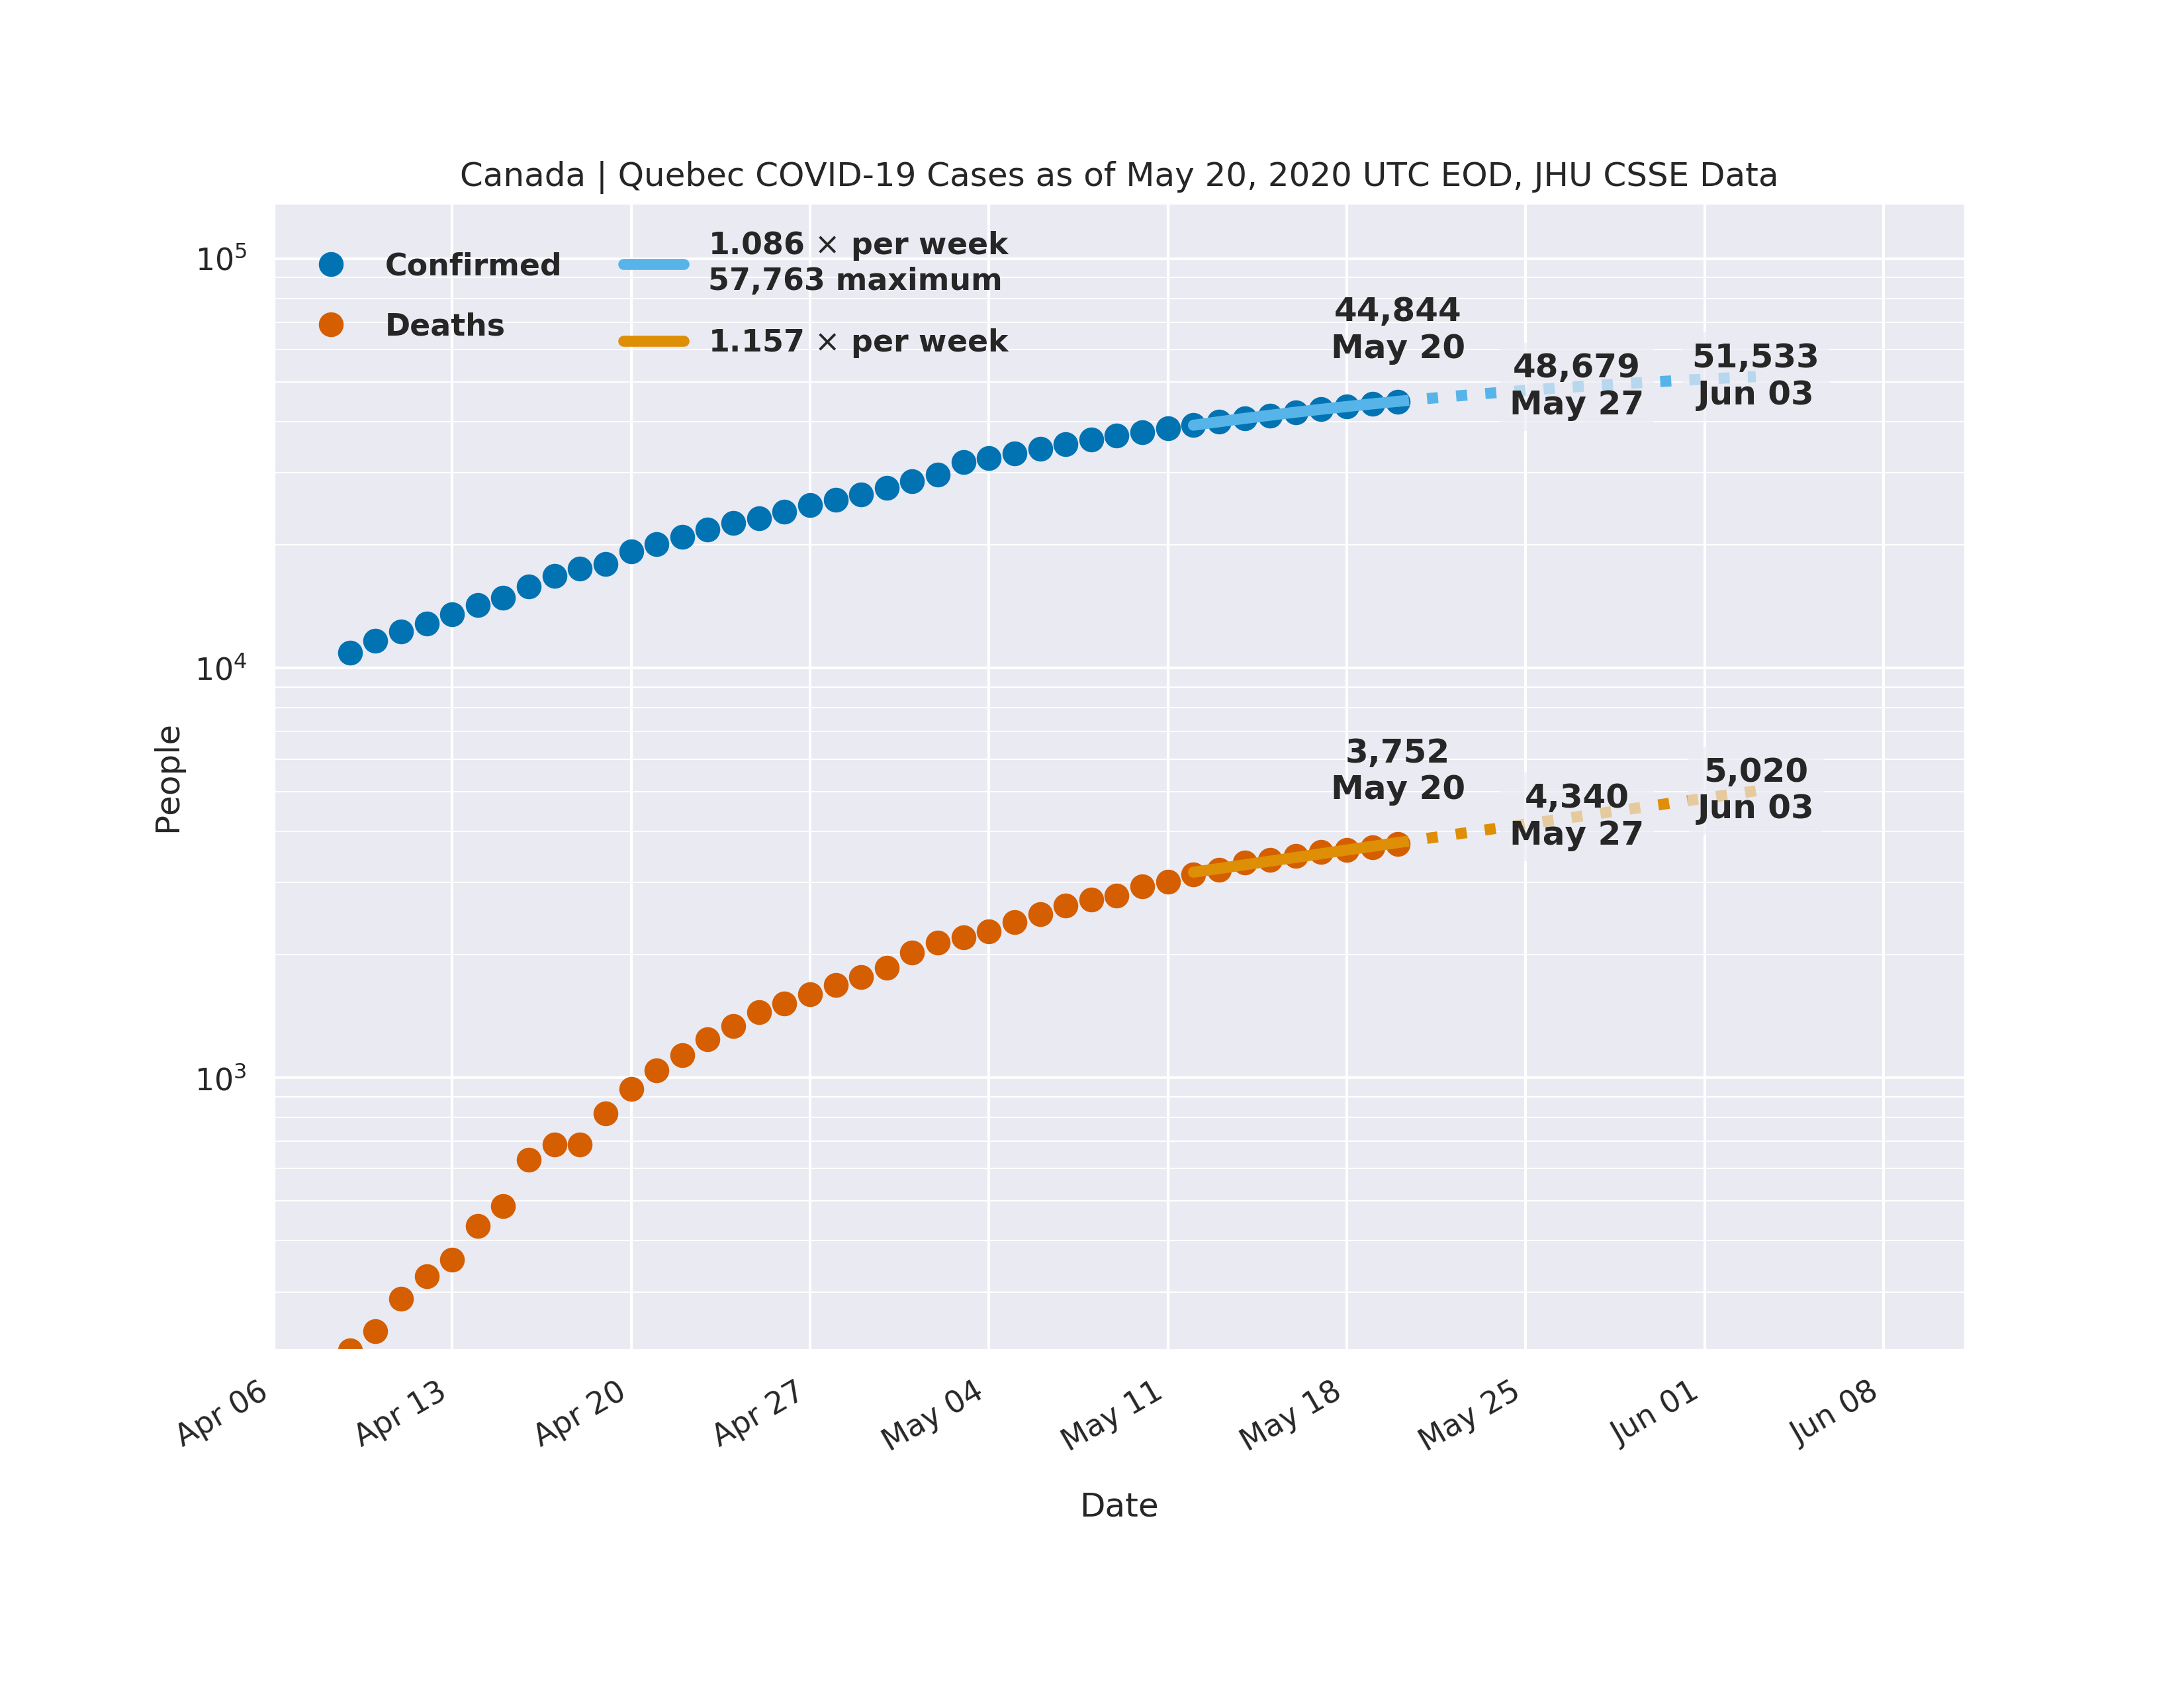 Canada | Quebec COVID-19 Cases as of May 20, 2020 UTC EOD, JHU CSSE Data
Confirmed
Deaths
1.086 × per week
57,763 maximum
1.157 × per week
44,844
May 20
48,679
May 27
51,533
Jun 03
3,752
May 20
4,340
May 27
5,020
Jun 03
10⁵
10⁴
10³
People
Apr 06
Apr 13
Apr 20
Apr 27
May 04
May 11
May 18
May 25
Jun 01
Jun 08
Date